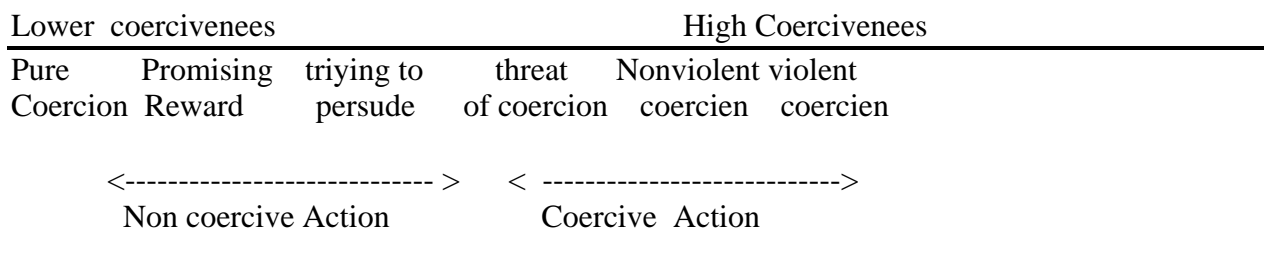 Lower coercivenees High Coercivenees
Pure Promising triying to threat Nonviolent violent
Coercion Reward persude of coercion coercien coercien
<----------------------------- > < ---------------------------->
Non coercive Action Coercive Action